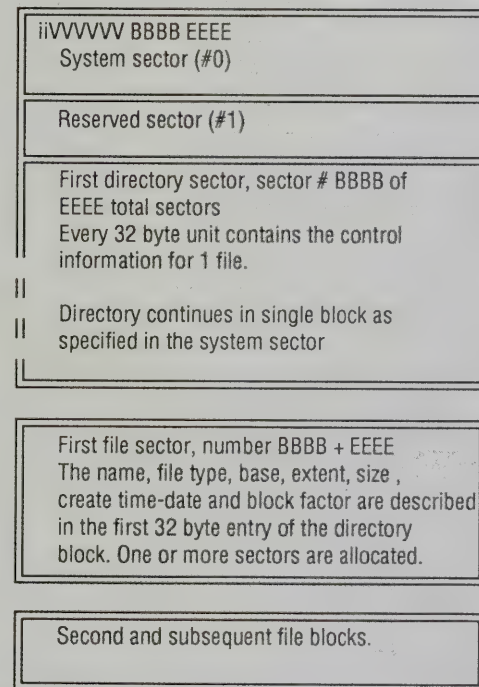 iiVVVVVV BBBB EEEE
System sector (#0)
Reserved sector (#1)
First directory sector, sector # BBBB of
EEEE total sectors
Every 32 byte unit contains the control
information for 1 file.
Directory continues in single block as
specified in the system sector
First file sector, number BBBB + EEEE
The name, file type, base, extent, size ,
create time-date and block factor are described
in the first 32 byte entry of the directory
block. One or more sectors are allocated.
Second and subsequent file blocks.